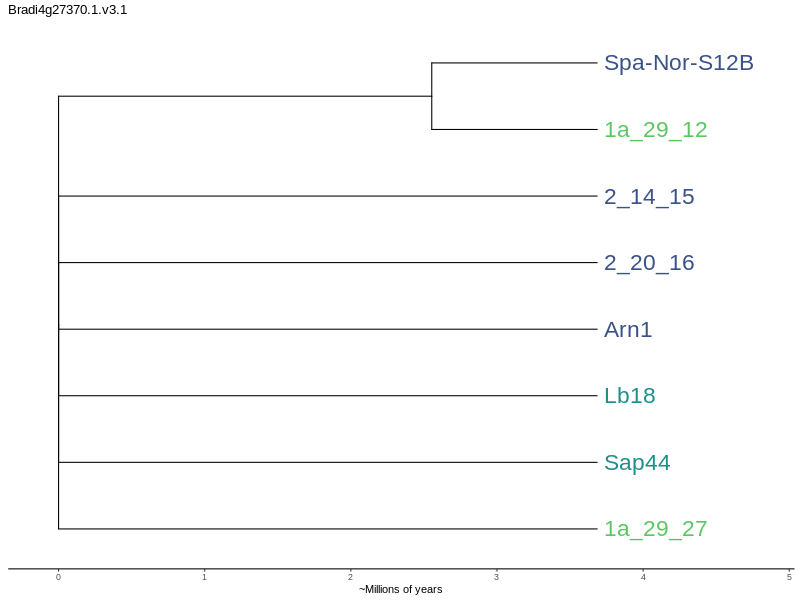 Bradi4g27370.1.v3.1
Spa-Nor-S12B
1a_29_12
2_14_15
2_20_16
Arn1
Lb18
Sap44
1a_29_27
0 1 2 3 4 5
~Millions of years